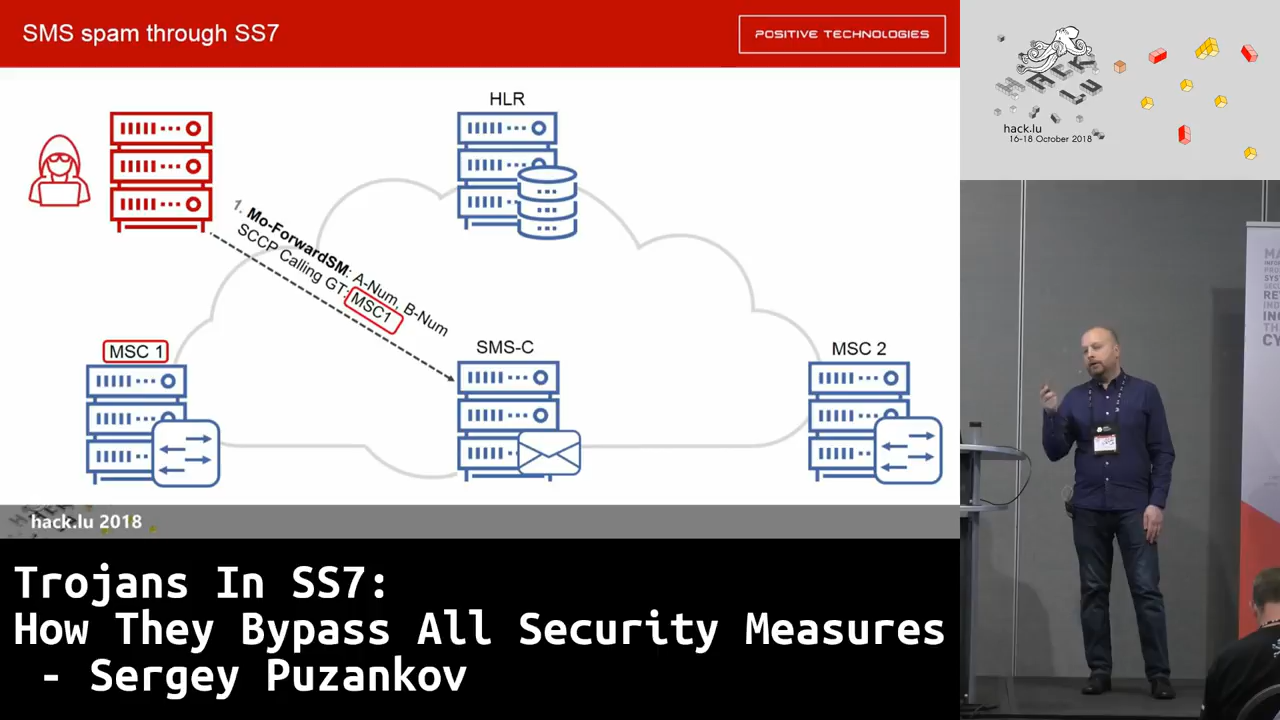 SMS spam through SS7
POSITIVE TECHNOLOGIES
HLR
1. Mo-ForwardSM: A-Num, B-Num
SCCP Calling GT: MSC1
MSC 1
SMS-C
MSC 2
hack.lu 2018
HACK
LU
hack.lu
16-18 October 2018
Trojans In SS7:
How They Bypass All Security Measures
- Sergey Puzankov